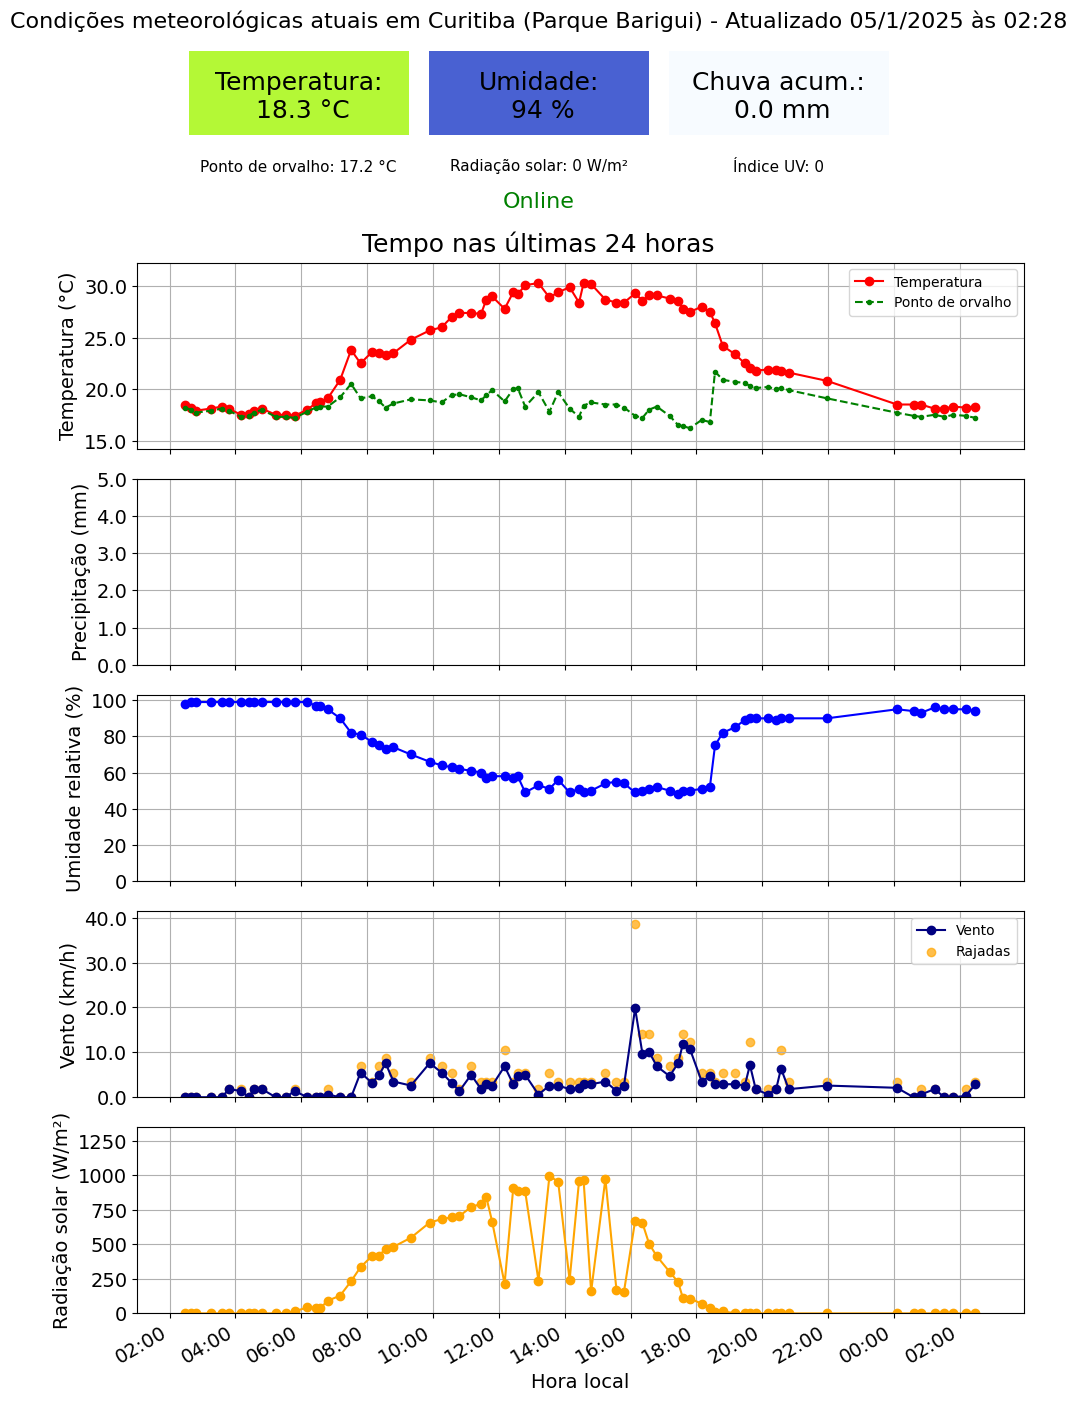 Condições meteorológicas atuais em Curitiba (Parque Barigui) - Atualizado 05/1/2025 às 02:28
Temperatura:
18.3 °C
Umidade:
94 %
Chuva acum.:
0.0 mm
Ponto de orvalho: 17.2 °C
Radiação solar: 0 W/m²
Índice UV: 0
Online
Tempo nas últimas 24 horas
Temperatura (°C)
30.0
25.0
20.0
15.0
Temperatura
Ponto de orvalho
Precipitação (mm)
5.0
4.0
3.0
2.0
1.0
0.0
Umidade relativa (%)
100
80
60
40
20
0
Vento (km/h)
40.0
30.0
20.0
10.0
0.0
Vento
Rajadas
Radiação solar (W/m²)
1250
1000
750
500
250
0
02:00
04:00
06:00
08:00
10:00
12:00
14:00
16:00
18:00
20:00
22:00
00:00
02:00
Hora local